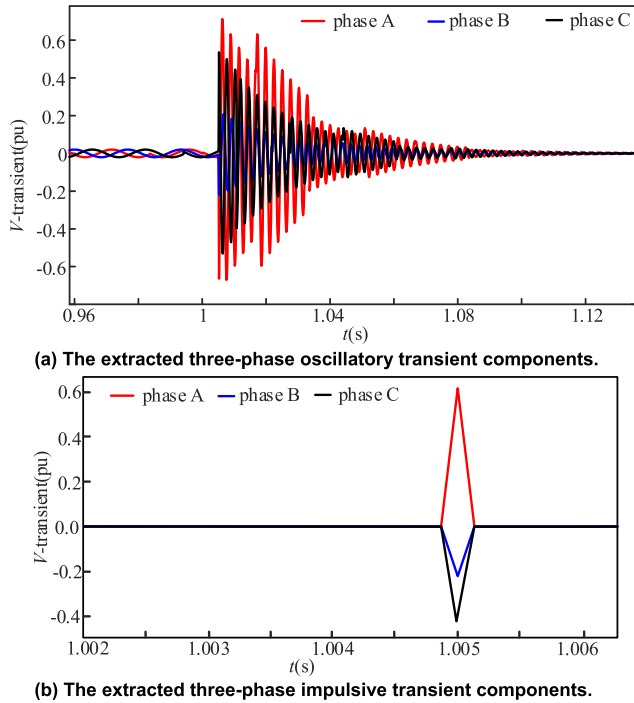 phase A phase B phase C
0.6
0.4
0.2
0
-0.2
-0.4
-0.6
V-transient(pu)
0.96 1 1.04 1.08 1.12
t(s)
(a) The extracted three-phase oscillatory transient components.
phase A phase B phase C
0.6
0.4
0.0
-0.2
-0.4
V-transient(pu)
1.002 1.003 1.004 1.005 1.006
t(s)
(b) The extracted three-phase impulsive transient components.